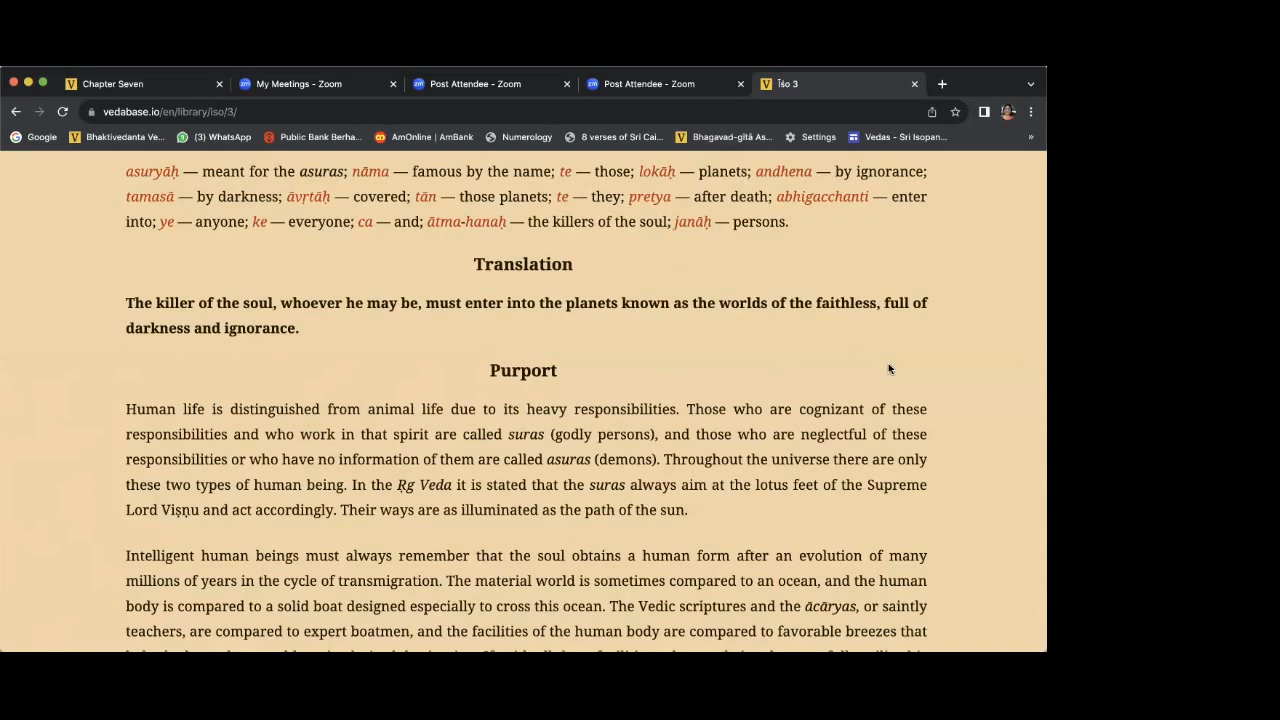 Chapter Seven
My Meetings - Zoom
Post Attendee - Zoom
Post Attendee - Zoom
Īśo 3
vedabase.io/en/library/iso/3/
Google
Bhaktivedanta Ve...
(3) WhatsApp
Public Bank Berha...
AmOnline | AmBank
Numerology
8 verses of Sri Cai...
Bhagavad-gītā As...
Settings
Vedas - Sri Isopan...
»
asuryāḥ — meant for the asuras; nāma — famous by the name; te — those; lokāḥ — planets; andhena — by ignorance;
tamasā — by darkness; āvṛtāḥ — covered; tān — those planets; te — they; pretya — after death; abhigacchanti — enter
into; ye — anyone; ke — everyone; ca — and; ātma-hanaḥ — the killers of the soul; janāḥ — persons.
Translation
The killer of the soul, whoever he may be, must enter into the planets known as the worlds of the faithless, full of
darkness and ignorance.
Purport
Human life is distinguished from animal life due to its heavy responsibilities. Those who are cognizant of these
responsibilities and who work in that spirit are called suras (godly persons), and those who are neglectful of these
responsibilities or who have no information of them are called asuras (demons). Throughout the universe there are only
these two types of human being. In the Ṛg Veda it is stated that the suras always aim at the lotus feet of the Supreme
Lord Viṣṇu and act accordingly. Their ways are as illuminated as the path of the sun.
Intelligent human beings must always remember that the soul obtains a human form after an evolution of many
millions of years in the cycle of transmigration. The material world is sometimes compared to an ocean, and the human
body is compared to a solid boat designed especially to cross this ocean. The Vedic scriptures and the ācāryas, or saintly
teachers, are compared to expert boatmen, and the facilities of the human body are compared to favorable breezes that